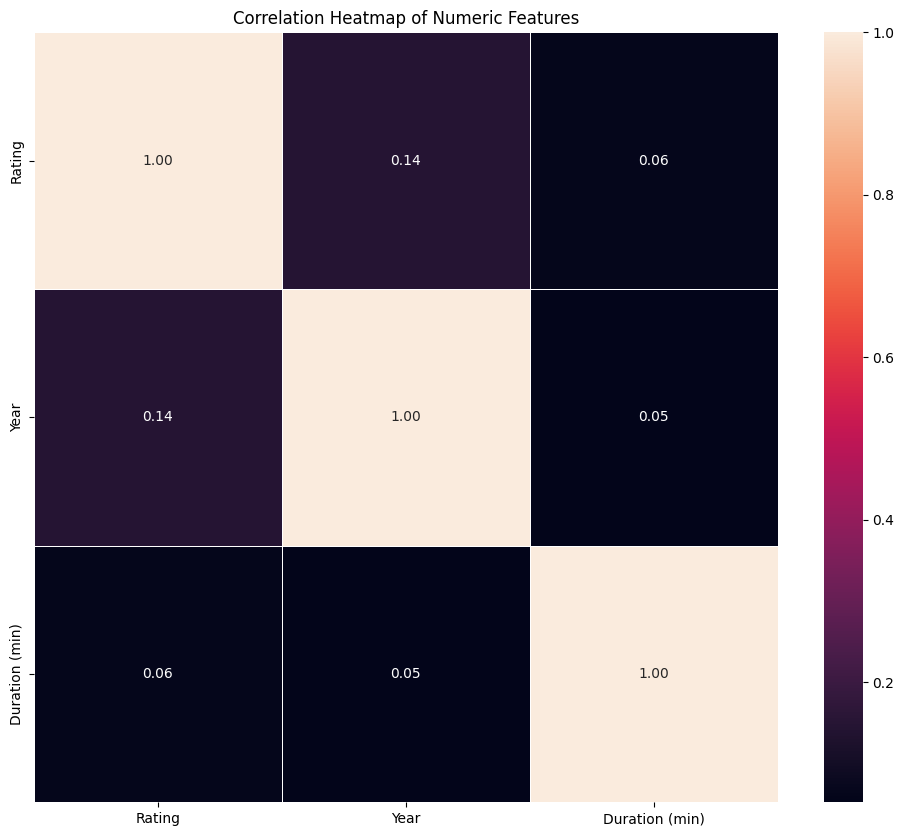 Correlation Heatmap of Numeric Features
Rating
1.00
0.14
0.06
Year
0.14
1.00
0.05
Duration (min)
0.06
0.05
1.00
Rating
Year
Duration (min)
1.0
0.8
0.6
0.4
0.2